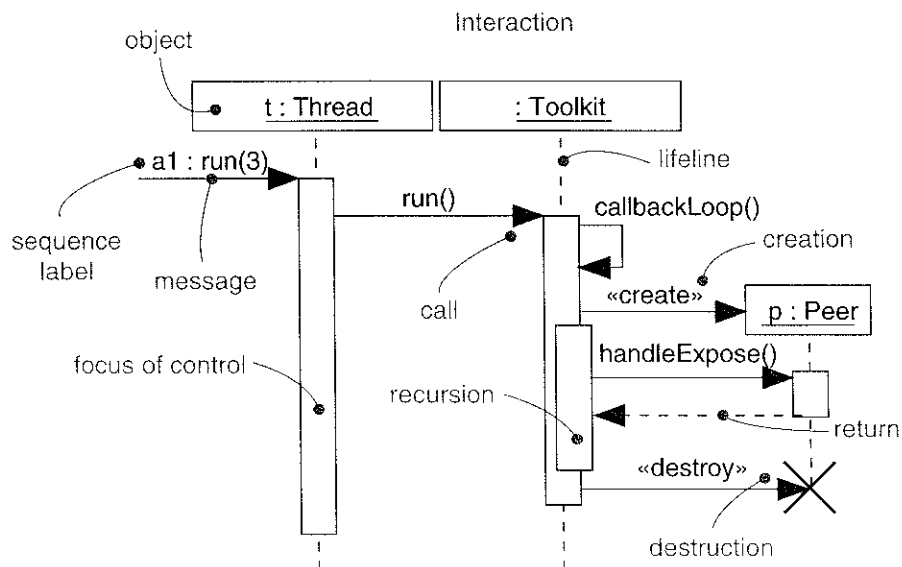 Interaction
object
t : Thread
: Toolkit
a1 : run(3)
lifeline
run()
callbackLoop()
sequence
label
message
call
creation
«create»
p : Peer
focus of control
handleExpose()
recursion
return
«destroy»
destruction